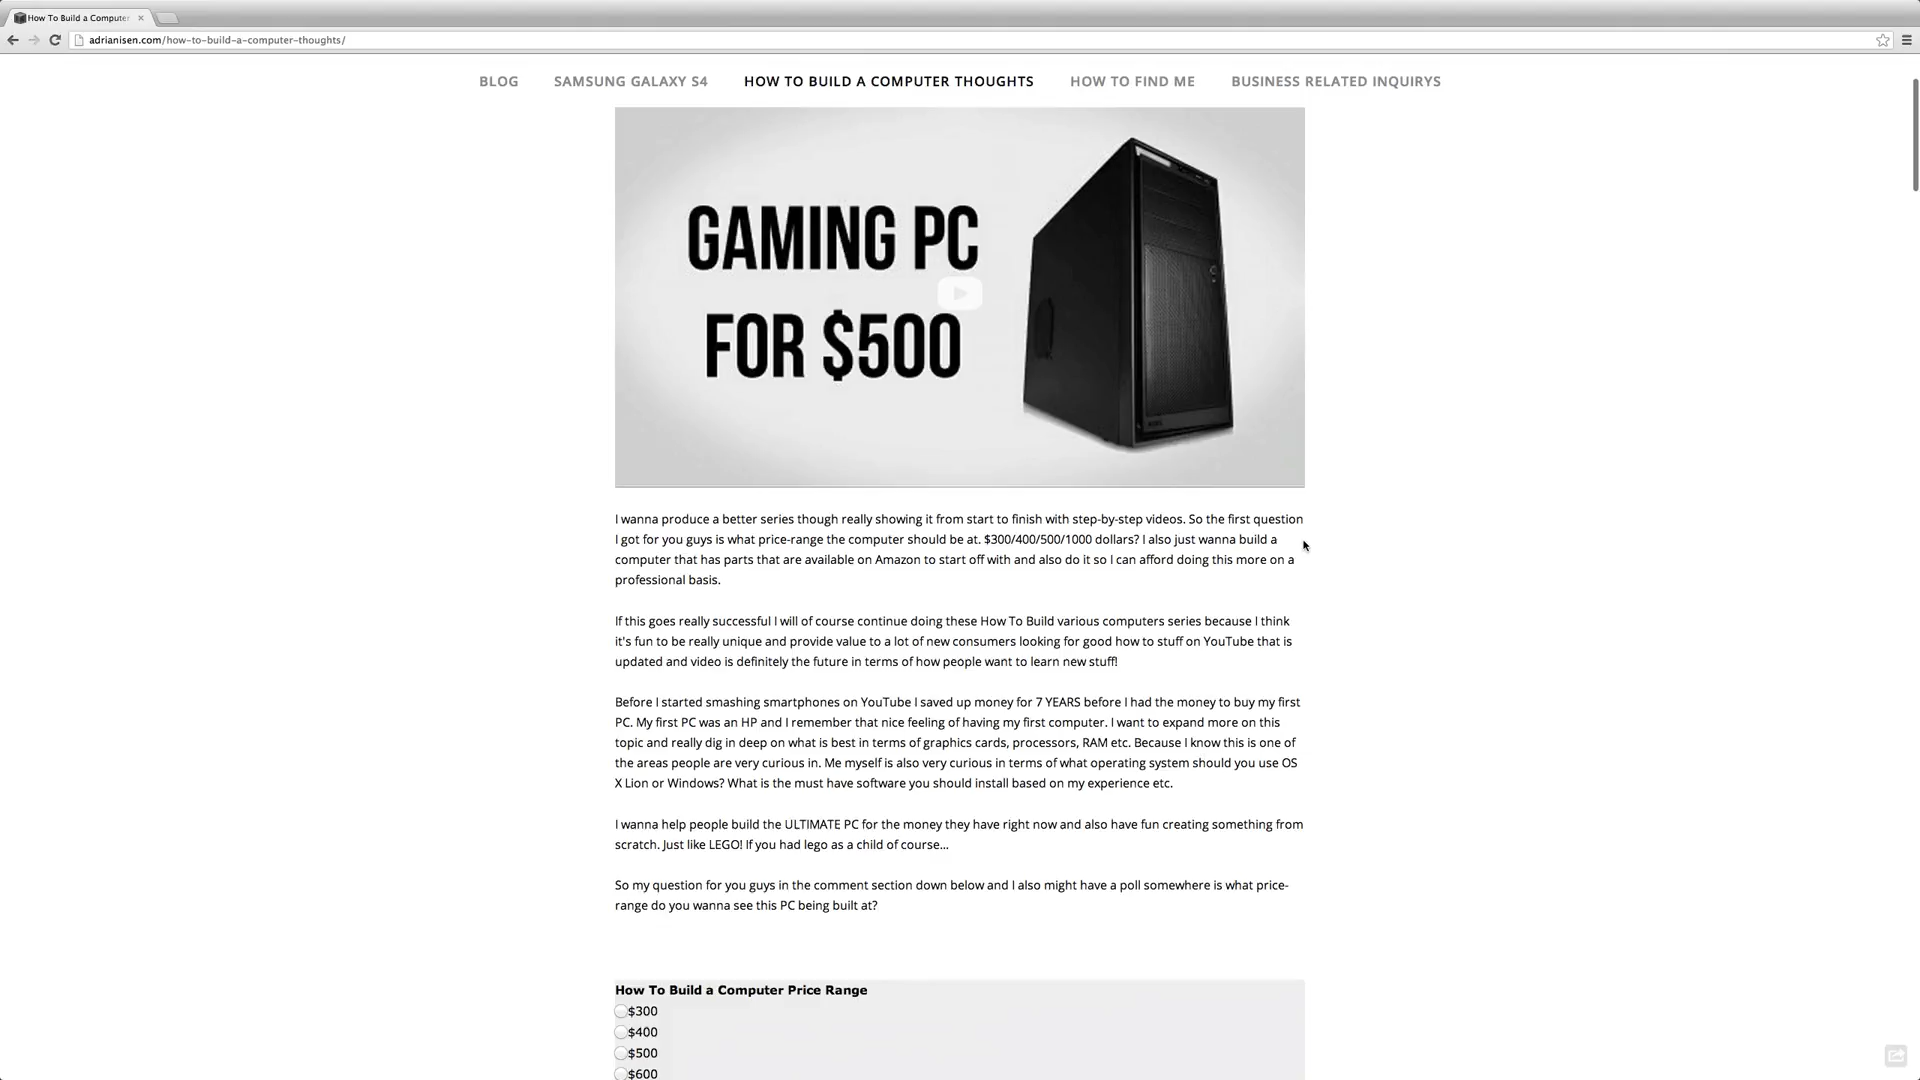 How To Build a Computer
adrianisen.com/how-to-build-a-computer-thoughts/
BLOG SAMSUNG GALAXY S4 HOW TO BUILD A COMPUTER THOUGHTS HOW TO FIND ME BUSINESS RELATED INQUIRYS
GAMING PC
FOR $500
I wanna produce a better series though really showing it from start to finish with step-by-step videos. So the first question
I got for you guys is what price-range the computer should be at. $300/400/500/1000 dollars? I also just wanna build a
computer that has parts that are available on Amazon to start off with and also do it so I can afford doing this more on a
professional basis.
If this goes really successful I will of course continue doing these How To Build various computers series because I think
it's fun to be really unique and provide value to a lot of new consumers looking for good how to stuff on YouTube that is
updated and video is definitely the future in terms of how people want to learn new stuff!
Before I started smashing smartphones on YouTube I saved up money for 7 YEARS before I had the money to buy my first
PC. My first PC was an HP and I remember that nice feeling of having my first computer. I want to expand more on this
topic and really dig in deep on what is best in terms of graphics cards, processors, RAM etc. Because I know this is one of
the areas people are very curious in. Me myself is also very curious in terms of what operating system should you use OS
X Lion or Windows? What is the must have software you should install based on my experience etc.
I wanna help people build the ULTIMATE PC for the money they have right now and also have fun creating something from
scratch. Just like LEGO! If you had lego as a child of course...
So my question for you guys in the comment section down below and I also might have a poll somewhere is what price-
range do you wanna see this PC being built at?
How To Build a Computer Price Range
$300
$400
$500
$600